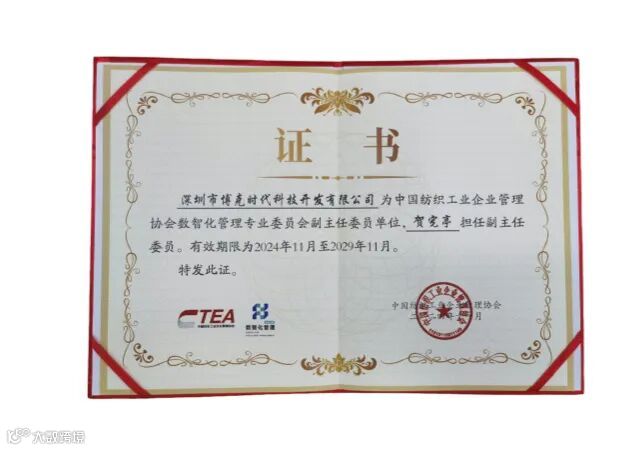 证 书
深圳市博克时代科技开发有限公司 为中国纺织工业企业管理
协会数智化管理专业委员会副主任委员单位、贺宪亭 担任副主任
委员。有效期限为2024年11月至2029年11月。
特发此证。
中国纺织工业企业管理协会
CTEA
数智化管理
大数跨境